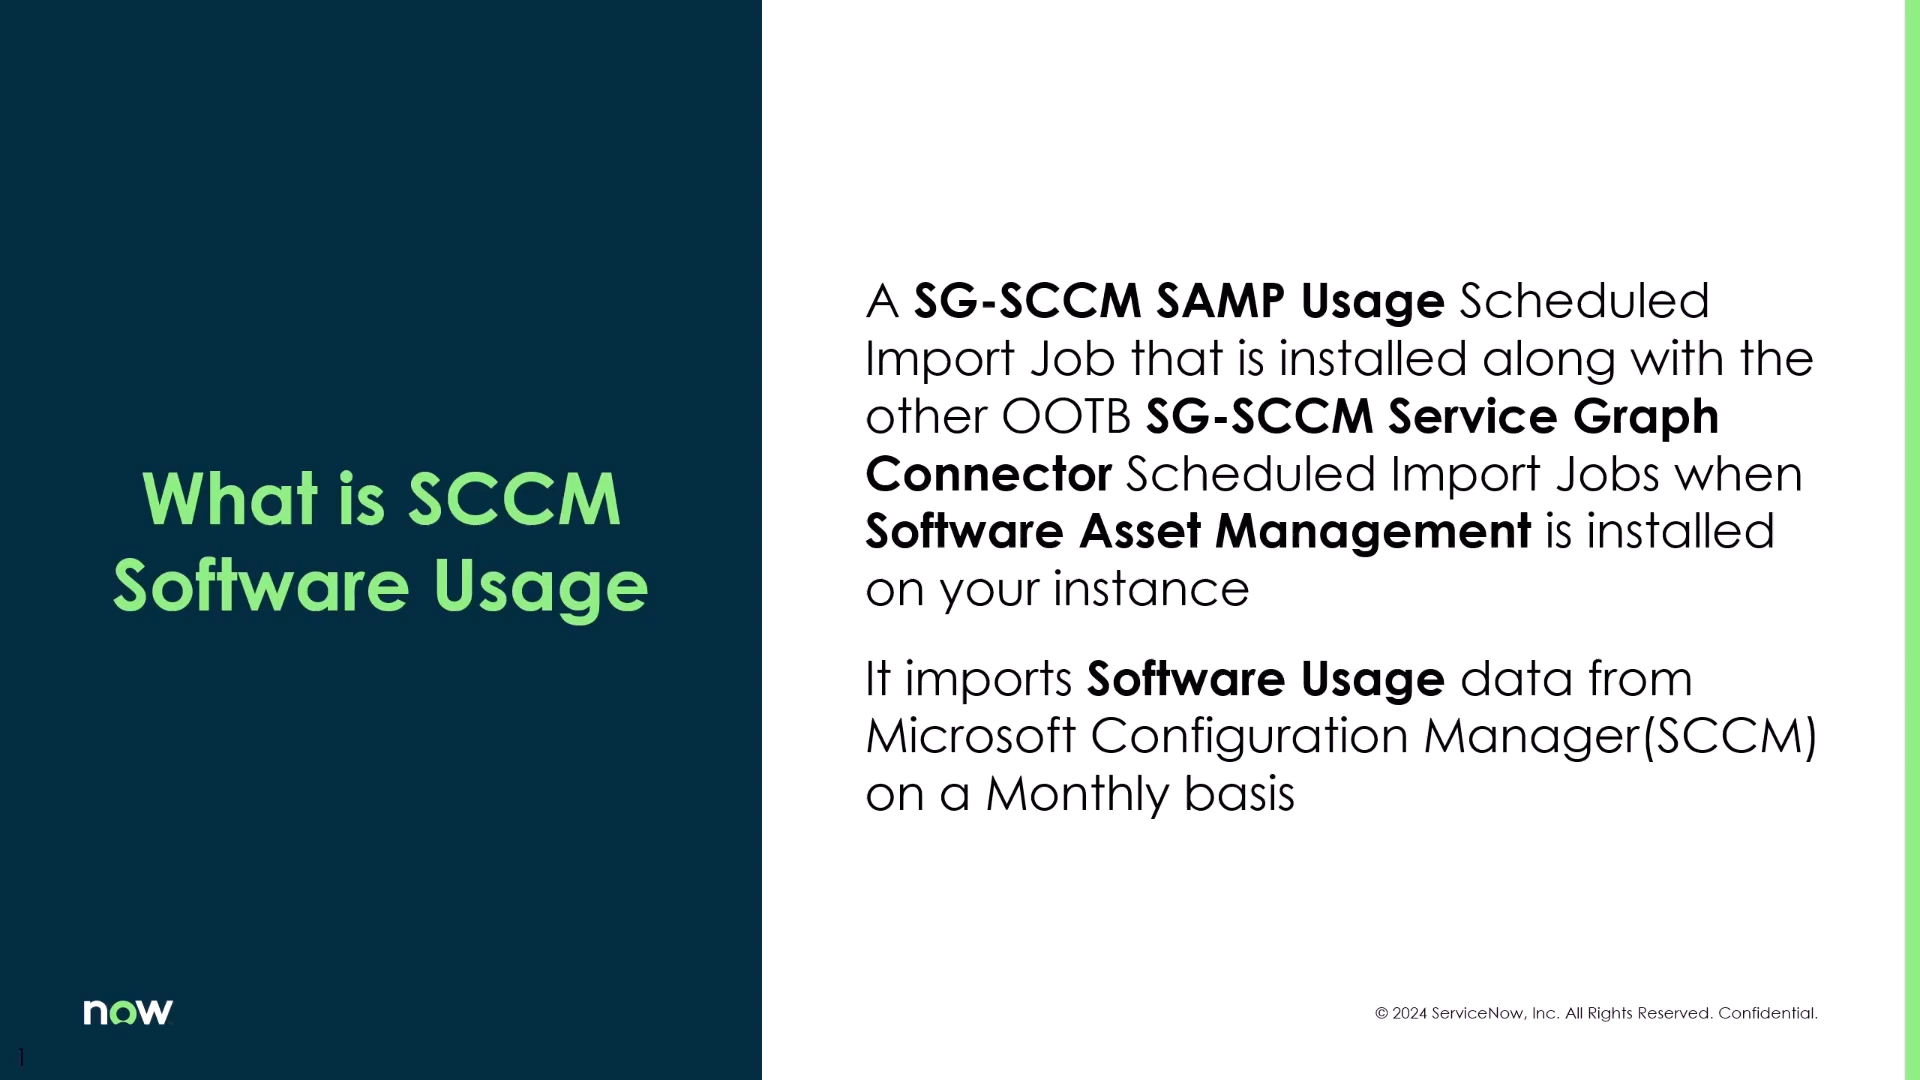 What is SCCM
Software Usage
A SG-SCCM SAMP Usage Scheduled
Import Job that is installed along with the
other OOTB SG-SCCM Service Graph
Connector Scheduled Import Jobs when
Software Asset Management is installed
on your instance
It imports Software Usage data from
Microsoft Configuration Manager(SCCM)
on a Monthly basis
now
© 2024 ServiceNow, Inc. All Rights Reserved. Confidential.
1